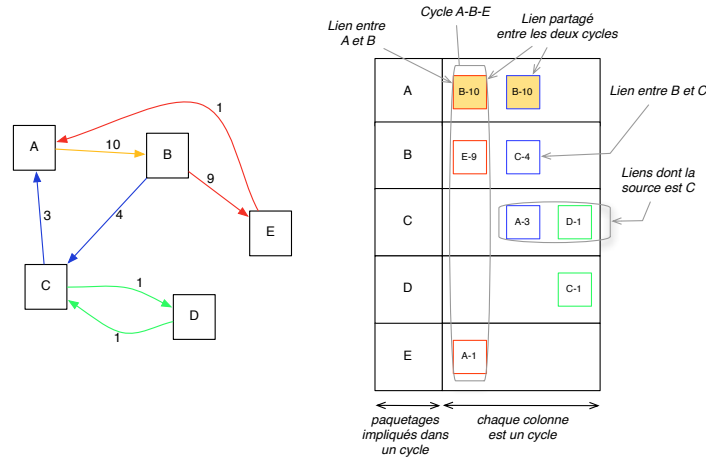 A
10
B
1
9
E
3
4
C
1
D
1
Lien entre
A et B
Cycle A-B-E
Lien partagé
entre les deux cycles
A
B-10
B-10
Lien entre B et C
B
E-9
C-4
Liens dont la
source est C
C
A-3
D-1
D
C-1
E
A-1
paquetages
impliqués dans
un cycle
chaque colonne
est un cycle